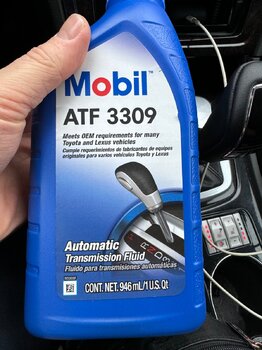 Mobil™
ATF 3309
Meets OEM requirements for many
Toyota and Lexus vehicles
Cumple requerimientos de fabricantes de equipos
originales para varios vehículos Toyota y Lexus
Automatic
Transmission Fluid
Fluido para transmisiones automáticas
CONT. NET. 946 mL/1 U.S. Qt